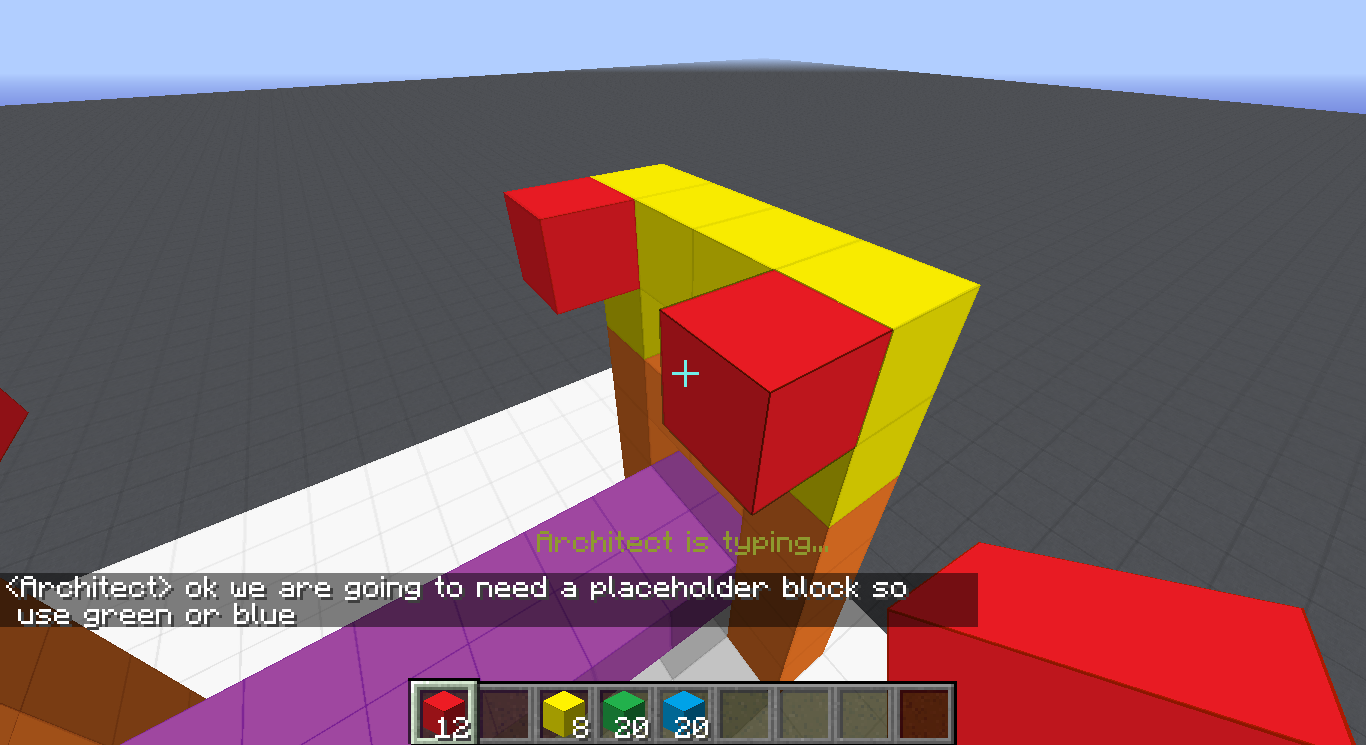 Architect is typing...
<Architect> ok we are going to need a placeholder block so
use green or blue
12 8 20 20